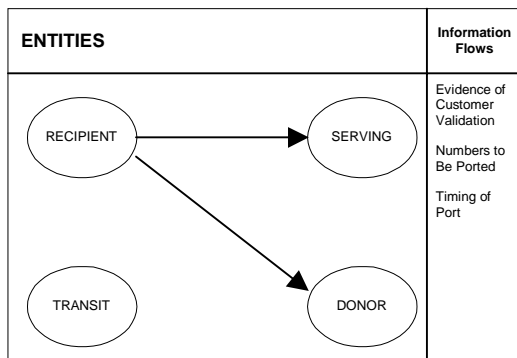 ENTITIES
Information
Flows
RECIPIENT
SERVING
TRANSIT
DONOR
Evidence of
Customer
Validation
Numbers to
Be Ported
Timing of
Port